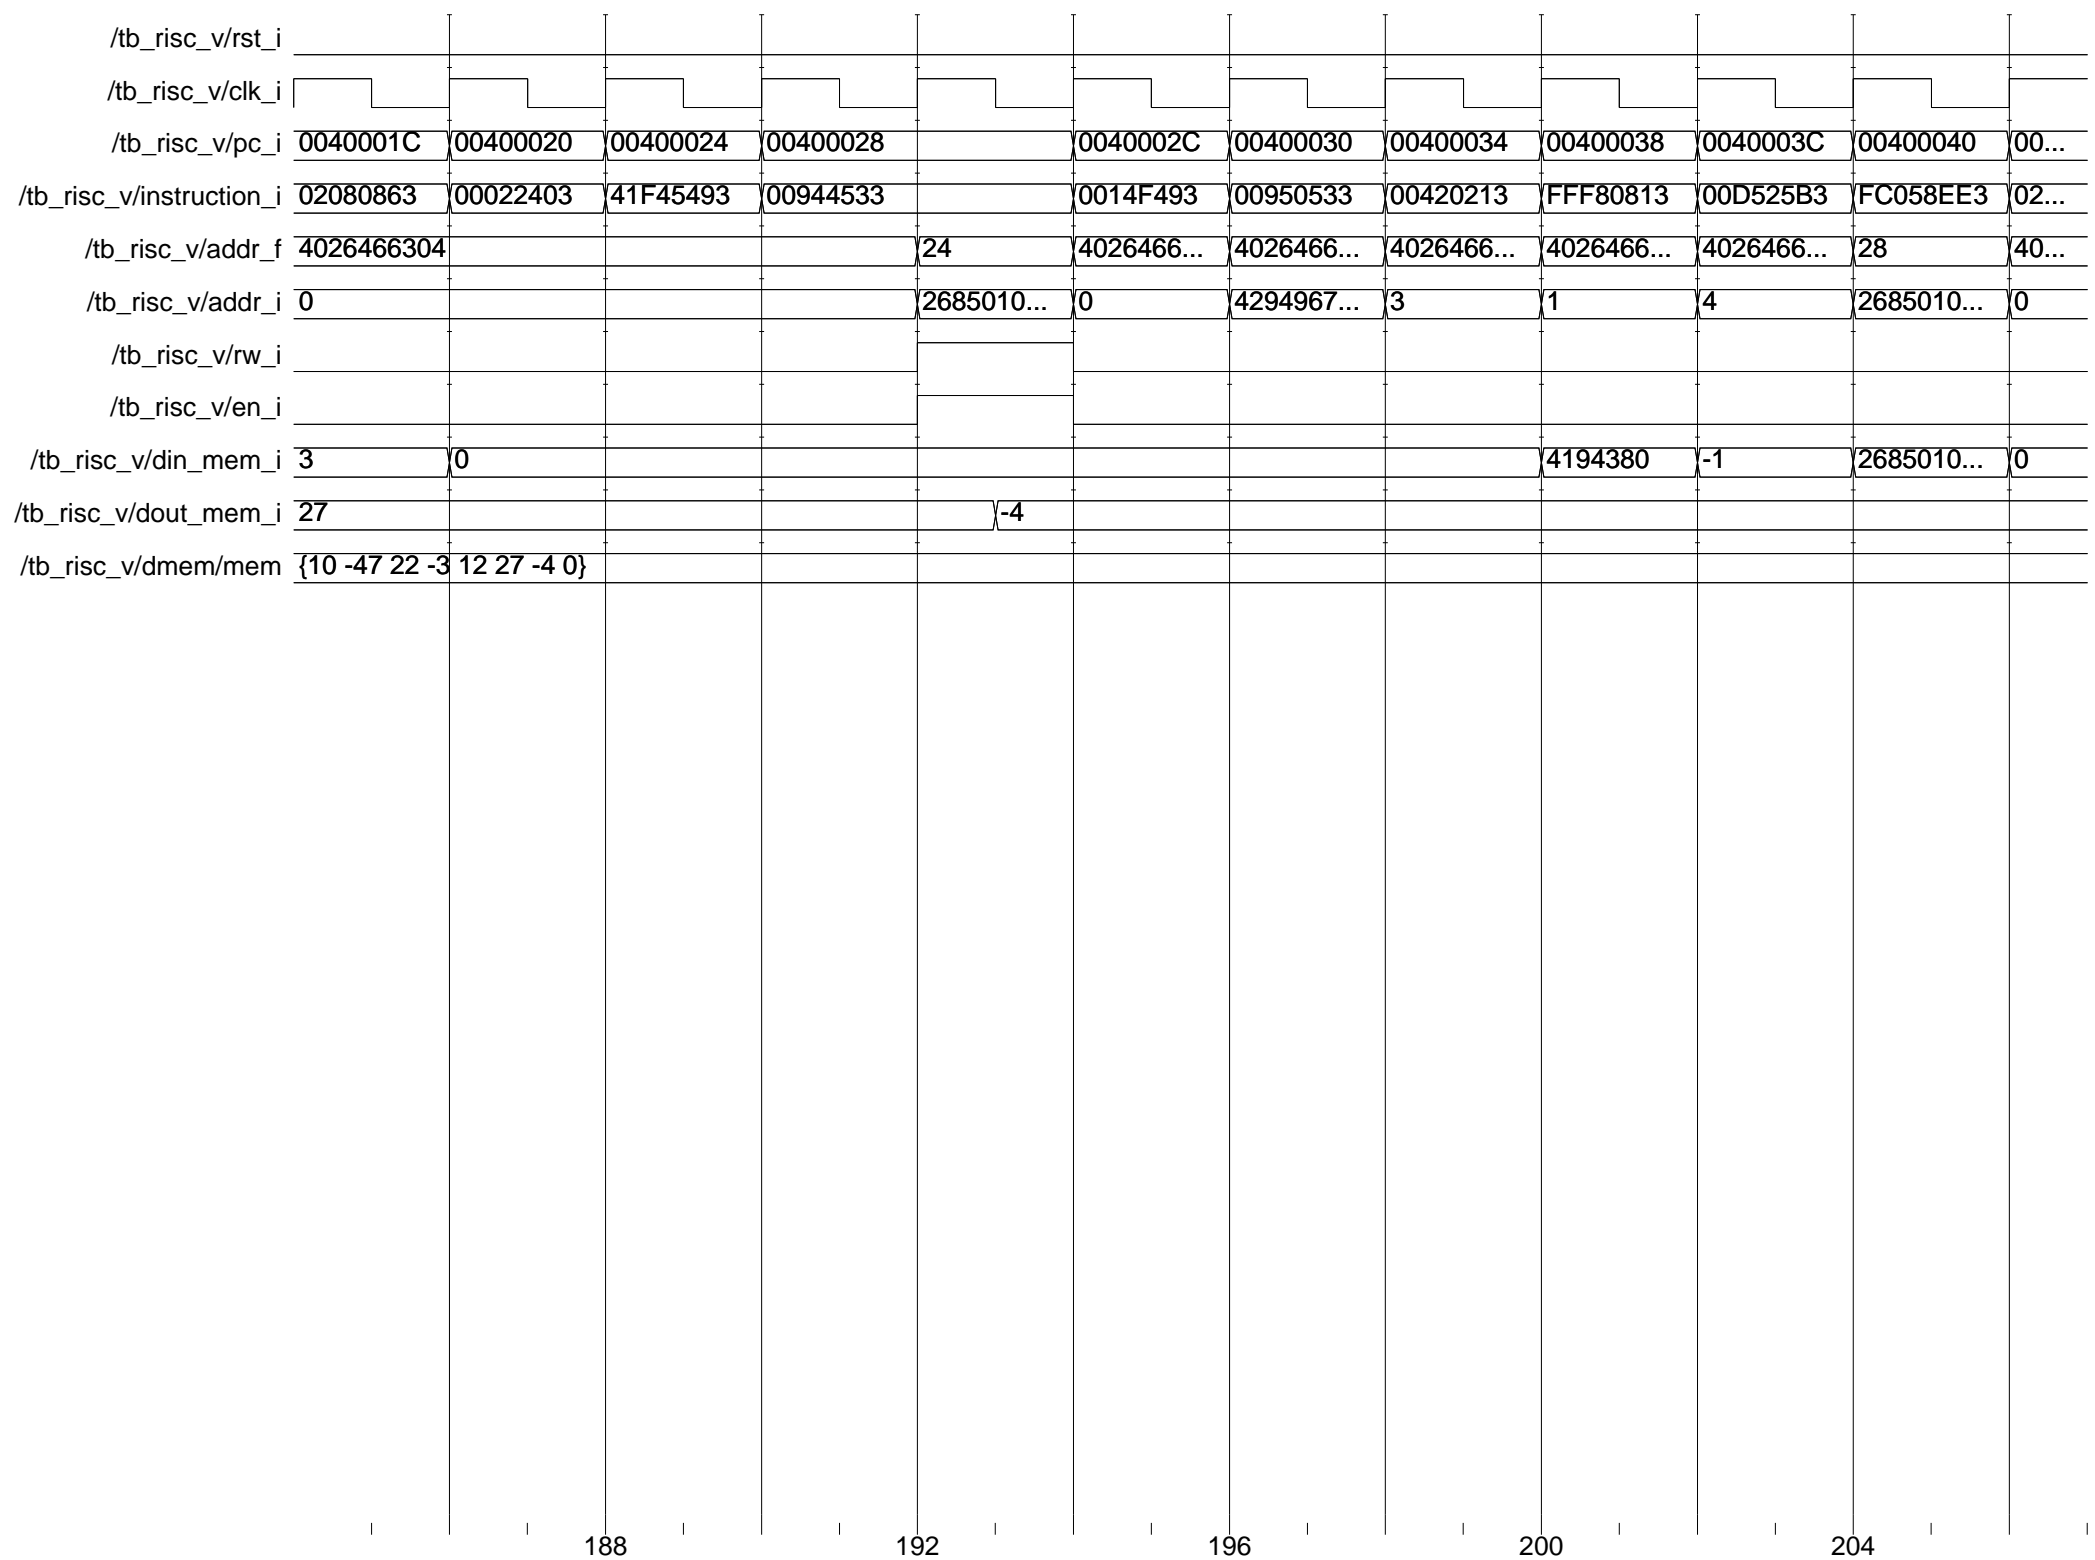 /tb_risc_v/rst_i
/tb_risc_v/clk_i
/tb_risc_v/pc_i 0040001C 00400020 00400024 00400028 0040002C 00400030 00400034 00400038 0040003C 00400040 00...
/tb_risc_v/instruction_i 02080863 00022403 41F45493 00944533 0014F493 00950533 00420213 FFF80813 00D525B3 FC058EE3 02...
/tb_risc_v/addr_f 4026466304 24 4026466... 4026466... 4026466... 4026466... 4026466... 28 40...
/tb_risc_v/addr_i 0 2685010... 0 4294967... 3 1 4 2685010... 0
/tb_risc_v/rw_i
/tb_risc_v/en_i
/tb_risc_v/din_mem_i 3 0 4194380 -1 2685010... 0
/tb_risc_v/dout_mem_i 27 -4
/tb_risc_v/dmem/mem {10 -47 22 -3 12 27 -4 0}
188 192 196 200 204